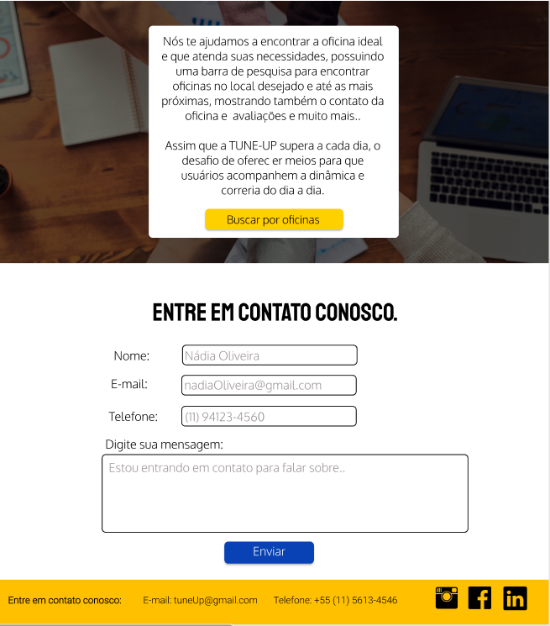 Nós te ajudamos a encontrar a oficina ideal
e que atenda suas necessidades, possuindo
uma barra de pesquisa para encontrar
oficinas no local desejado e até as mais
próximas, mostrando também o contato da
oficina e  avaliações e muito mais..
Assim que a TUNE-UP supera a cada dia, o
desafio de oferec er meios para que
usuários acompanhem a dinâmica e
correria do dia a dia.
Buscar por oficinas
ENTRE EM CONTATO CONOSCO.
Nome: Nádia Oliveira
E-mail: nadiaOliveira@gmail.com
Telefone: (11) 94123-4560
Digite sua mensagem:
Estou entrando em contato para falar sobre..
Enviar
Entre em contato conosco: E-mail: tuneUp@gmail.com Telefone: +55 (11) 5613-4546